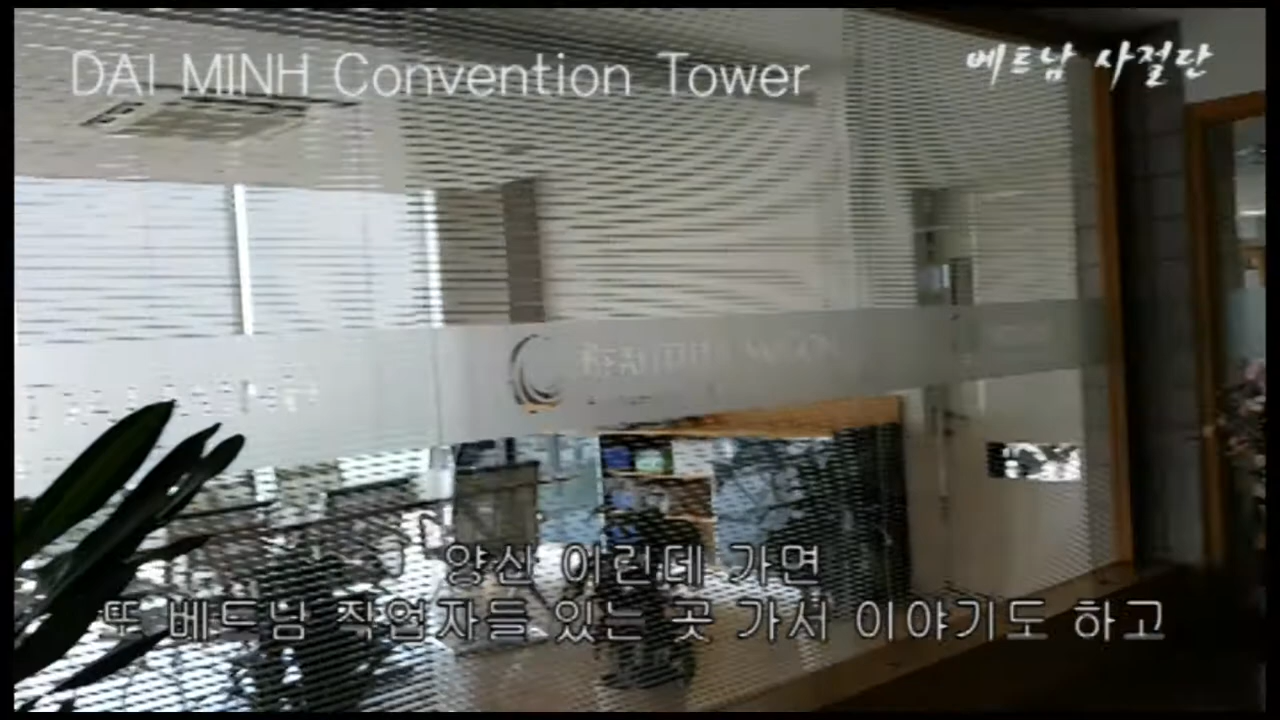 DAI MINH Convention Tower
베트남 사절단
양산 이린데 가면
또 베트남 작업자들 있는 곳 가서 이야기도 하고